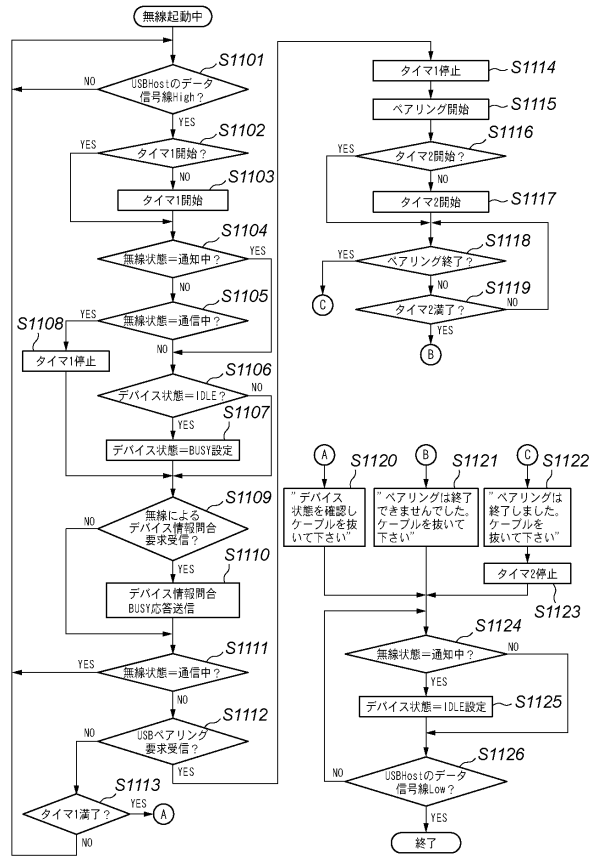 無線起動中
S1101
USBHostのデータ
信号線High?
NO
YES
S1102
タイマ1開始?
YES
NO
S1103
タイマ1開始
S1104
無線状態=通知中?
YES
NO
S1105
無線状態=通信中?
YES
NO
S1108
タイマ1停止
S1106
デバイス状態=IDLE?
NO
YES
S1107
デバイス状態=BUSY設定
S1109
無線による
デバイス情報問合
要求受信?
NO
YES
S1110
デバイス情報問合
BUSY応答送信
S1111
無線状態=通信中?
YES
NO
S1112
USBペアリング
要求受信?
NO
YES
S1113
タイマ1満了?
YES
A
NO
S1114
タイマ1停止
S1115
ペアリング開始
S1116
タイマ2開始?
YES
NO
S1117
タイマ2開始
S1118
ペアリング終了?
YES
C
NO
S1119
タイマ2満了?
NO
YES
B
A
S1120
"デバイス
状態を確認し
ケーブルを抜
いて下さい"
B
S1121
"ペアリングは終了
できませんでした。
ケーブルを抜いて
下さい"
C
S1122
"ペアリングは
終了しました。
ケーブルを
抜いて下さい"
タイマ2停止
S1123
S1124
無線状態=通知中?
NO
YES
S1125
デバイス状態=IDLE設定
S1126
USBHostのデータ
信号線Low?
NO
YES
終了